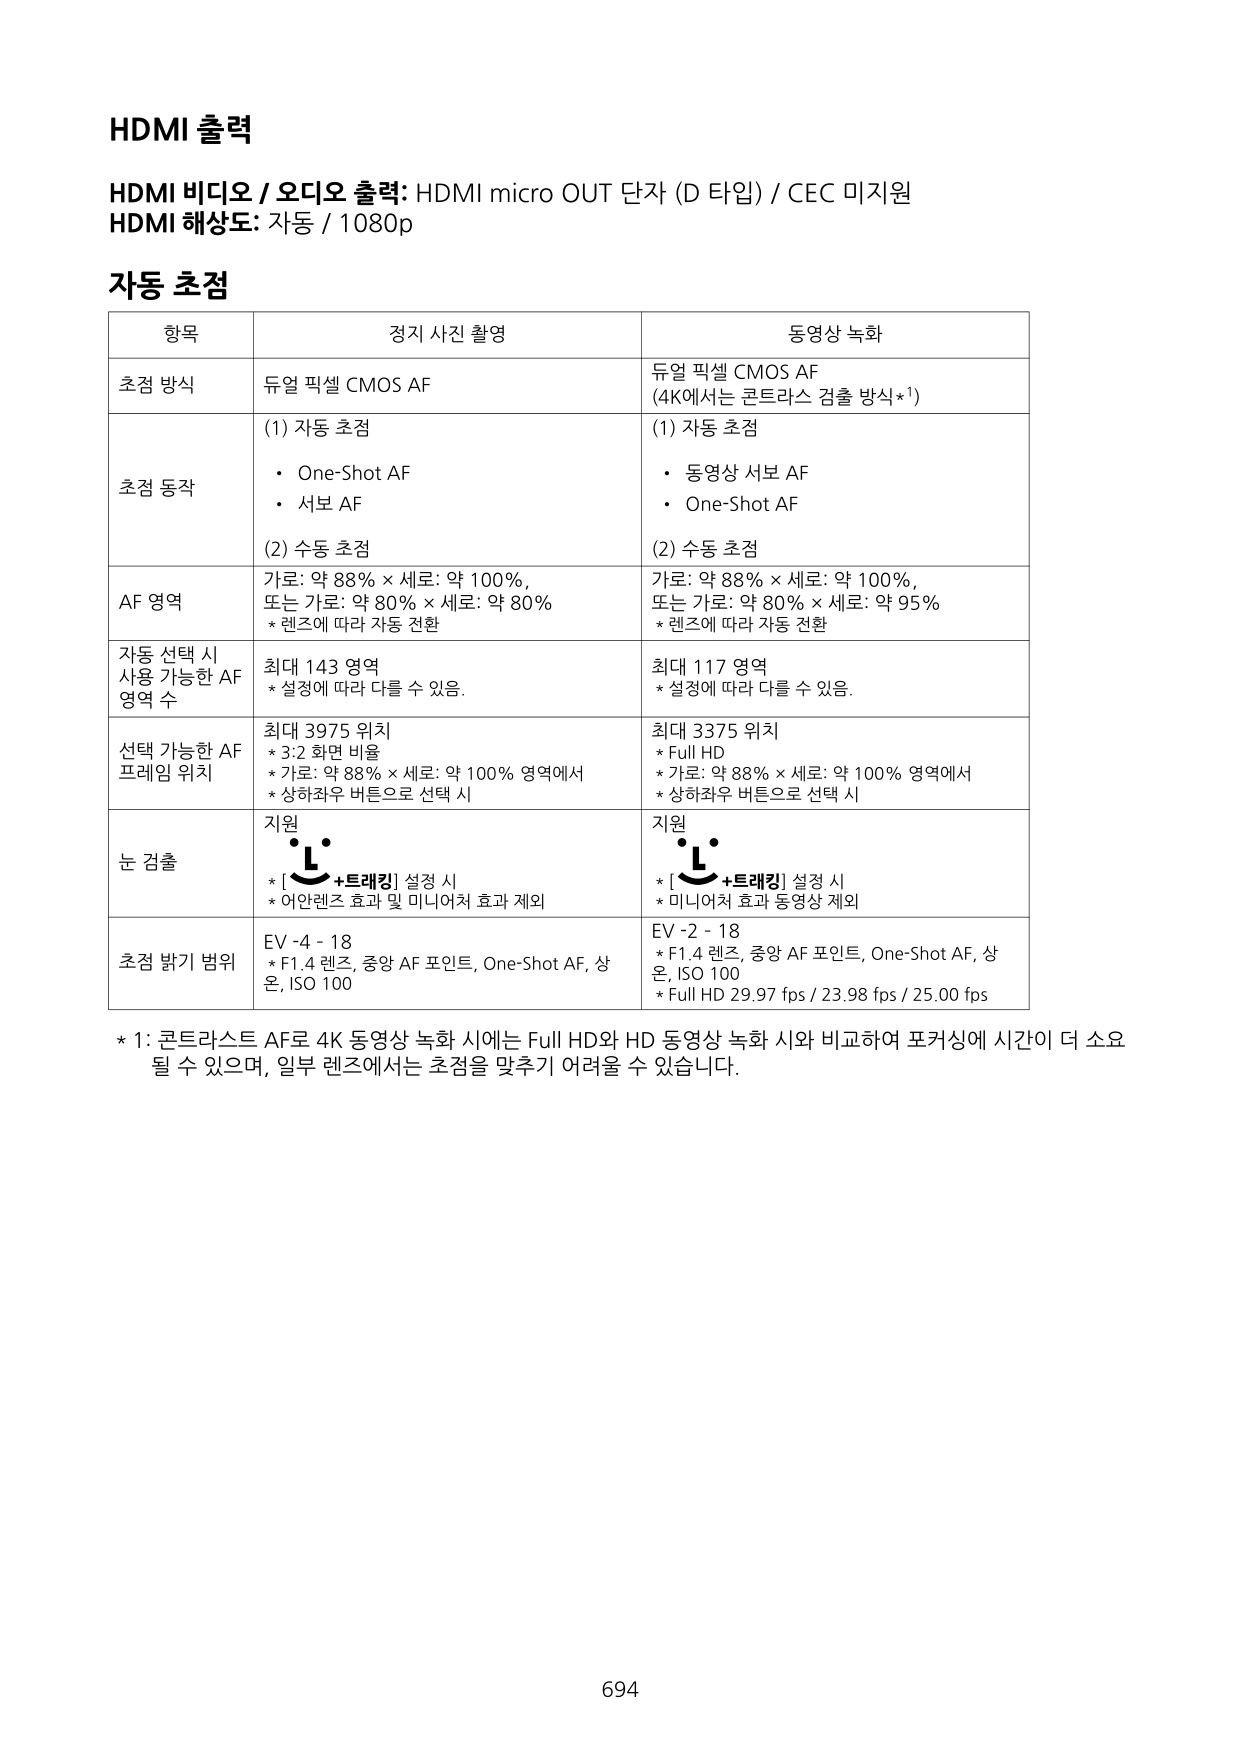 HDMI 출력
HDMI 비디오 / 오디오 출력: HDMI micro OUT 단자 (D 타입) / CEC 미지원
HDMI 해상도: 자동 / 1080p
자동 초점
항목
정지 사진 촬영
동영상 녹화
초점 방식
듀얼 픽셀 CMOS AF
듀얼 픽셀 CMOS AF
(4K에서는 콘트라스 검출 방식*1)
초점 동작
(1) 자동 초점
• One-Shot AF
• 서보 AF
(2) 수동 초점
(1) 자동 초점
• 동영상 서보 AF
• One-Shot AF
(2) 수동 초점
AF 영역
가로: 약 88% × 세로: 약 100%,
또는 가로: 약 80% × 세로: 약 80%
* 렌즈에 따라 자동 전환
가로: 약 88% × 세로: 약 100%,
또는 가로: 약 80% × 세로: 약 95%
* 렌즈에 따라 자동 전환
자동 선택 시
사용 가능한 AF
영역 수
최대 143 영역
* 설정에 따라 다를 수 있음.
최대 117 영역
* 설정에 따라 다를 수 있음.
선택 가능한 AF
프레임 위치
최대 3975 위치
* 3:2 화면 비율
* 가로: 약 88% × 세로: 약 100% 영역에서
* 상하좌우 버튼으로 선택 시
최대 3375 위치
* Full HD
* 가로: 약 88% × 세로: 약 100% 영역에서
* 상하좌우 버튼으로 선택 시
눈 검출
지원
* [+트래킹] 설정 시
* 어안렌즈 효과 및 미니어처 효과 제외
지원
* [+트래킹] 설정 시
* 미니어처 효과 동영상 제외
초점 밝기 범위
EV -4 - 18
* F1.4 렌즈, 중앙 AF 포인트, One-Shot AF, 상
온, ISO 100
EV -2 - 18
* F1.4 렌즈, 중앙 AF 포인트, One-Shot AF, 상
온, ISO 100
* Full HD 29.97 fps / 23.98 fps / 25.00 fps
* 1: 콘트라스트 AF로 4K 동영상 녹화 시에는 Full HD와 HD 동영상 녹화 시와 비교하여 포커싱에 시간이 더 소요
될 수 있으며, 일부 렌즈에서는 초점을 맞추기 어려울 수 있습니다.
694